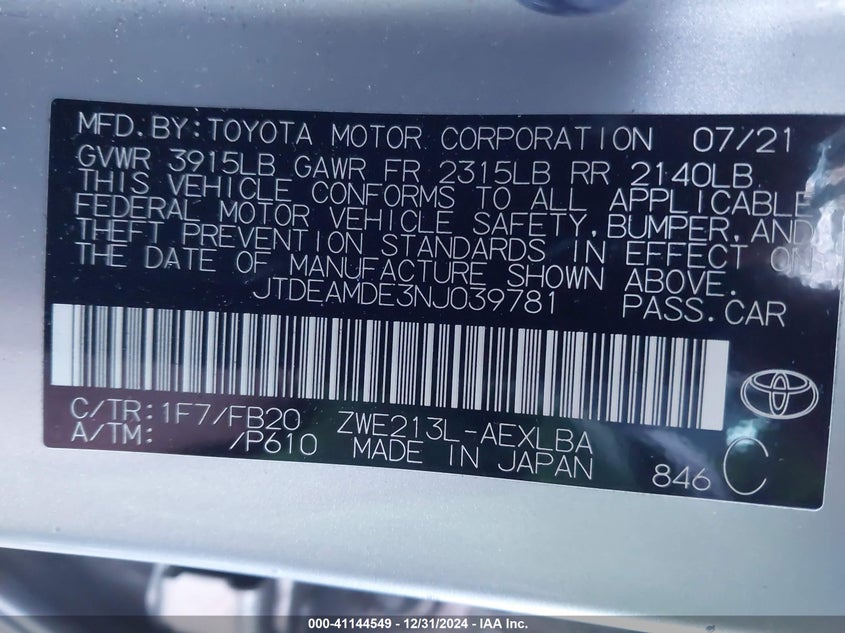 MFD.BY:TOYOTA MOTOR CORPORATION 07/21
GVWR 3915LB GAWR FR 2315LB RR 2140LB
THIS VEHICLE CONFORMS TO ALL APPLICABLE
FEDERAL MOTOR VEHICLE SAFETY, BUMPER, AND
THEFT PREVENTION STANDARDS IN EFFECT ON
THE DATE OF MANUFACTURE SHOWN ABOVE.
JTDEAMDE3NJ039781 PASS.CAR
C/TR:1F7/FB20 ZWE213L-AEXLBA
A/TM: /P610 MADE IN JAPAN 846 C
000-41144549 - 12/31/2024 - IAA Inc.